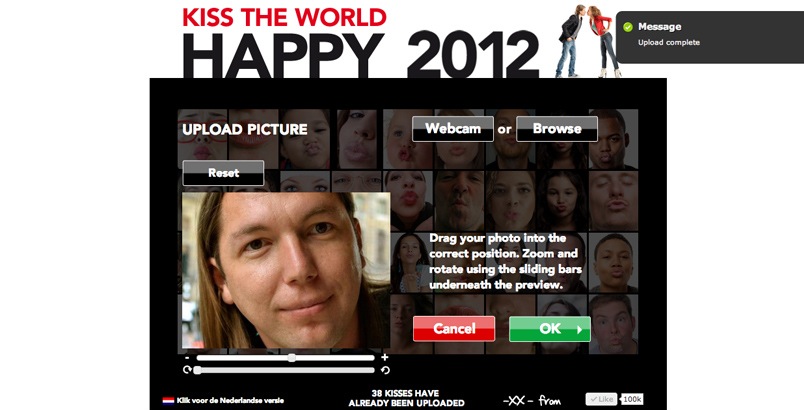 KISS THE WORLD
HAPPY 2012
Message
Upload complete
UPLOAD PICTURE
Webcam or Browse
Reset
Drag your photo into the
correct position. Zoom and
rotate using the sliding bars
underneath the preview.
Cancel OK
- +
Klik voor de Nederlandse versie
38 KISSES HAVE
ALREADY BEEN UPLOADED
-XX- from
Like 100k